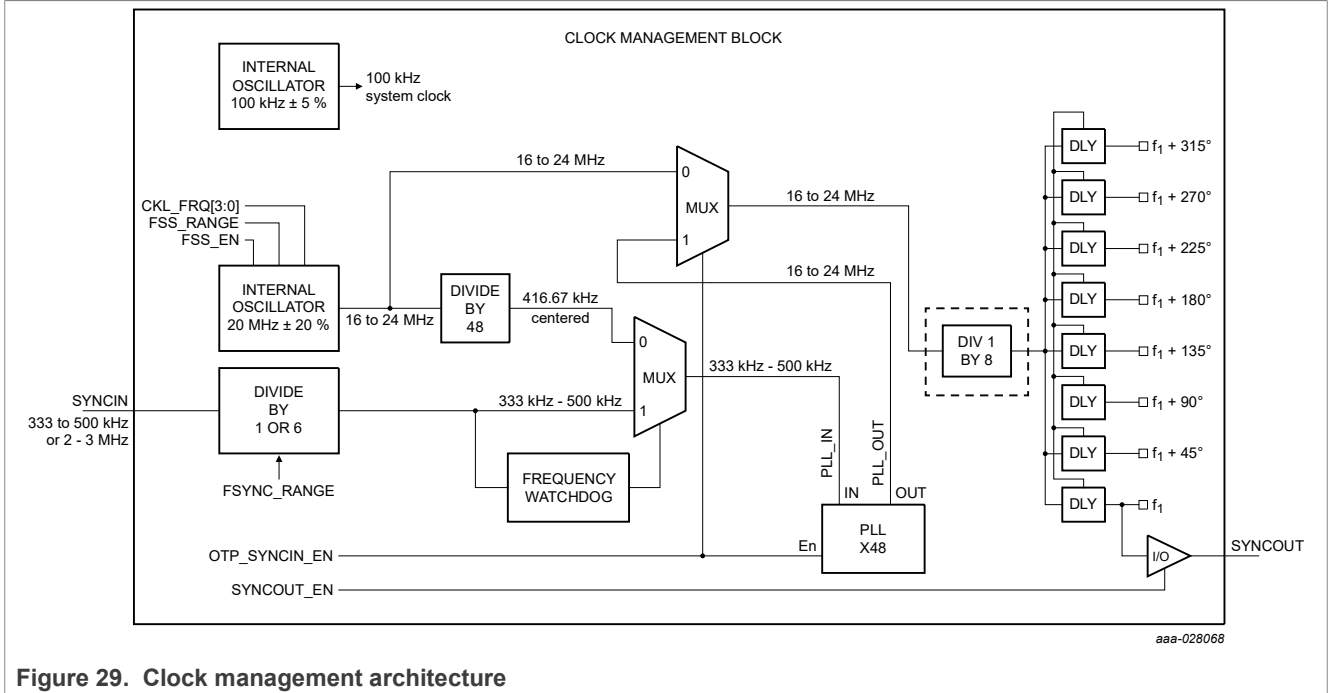 CLOCK MANAGEMENT BLOCK
INTERNAL
OSCILLATOR
100 kHz ± 5 %
100 kHz
system clock
16 to 24 MHz
0
MUX
1
16 to 24 MHz
16 to 24 MHz
CKL_FRQ[3:0]
FSS_RANGE
FSS_EN
INTERNAL
OSCILLATOR
20 MHz ± 20 %
16 to 24 MHz
DIVIDE
BY
48
416.67 kHz
centered
0
MUX
1
333 kHz - 500 kHz
SYNCIN
333 to 500 kHz
or 2 - 3 MHz
DIVIDE
BY
1 OR 6
333 kHz - 500 kHz
FSYNC_RANGE
FREQUENCY
WATCHDOG
PLL_IN
PLL_OUT
IN
OUT
En
PLL
X48
OTP_SYNCIN_EN
SYNCOUT_EN
DIV 1
BY 8
DLY
f1 + 315°
DLY
f1 + 270°
DLY
f1 + 225°
DLY
f1 + 180°
DLY
f1 + 135°
DLY
f1 + 90°
DLY
f1 + 45°
DLY
f1
I/O
SYNCOUT
aaa-028068
Figure 29. Clock management architecture